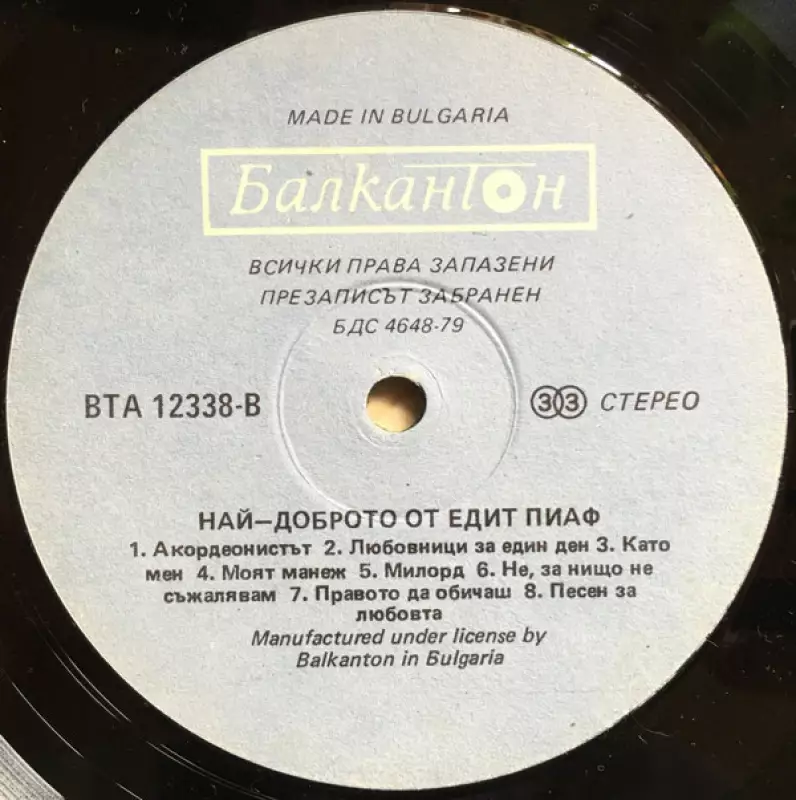 MADE IN BULGARIA
Балкантон
ВСИЧКИ ПРАВА ЗАПАЗЕНИ
ПРЕЗАПИСЪТ ЗАБРАНЕН
БДС 4648-79
ВТА 12338-В
33 СТЕРЕО
НАЙ—ДОБРОТО ОТ ЕДИТ ПИАФ
1. Акордеонистът 2. Любовници за един ден 3. Като
мен 4. Моят манеж 5. Милорд 6. Не, за нищо не
съжалявам 7. Правото да обичаш 8. Песен за
любовта
Manufactured under license by
Balkanton in Bulgaria